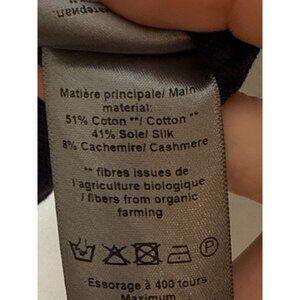 материал.
Matière principale/ Main
material:
51% Coton **/ Cotton **
41% Soie/ Silk
8% Cachemire/ Cashmere
** fibres issues de
l'agriculture biologique
/ fibers from organic
farming
P
Essorage à 400 tours
Maximum